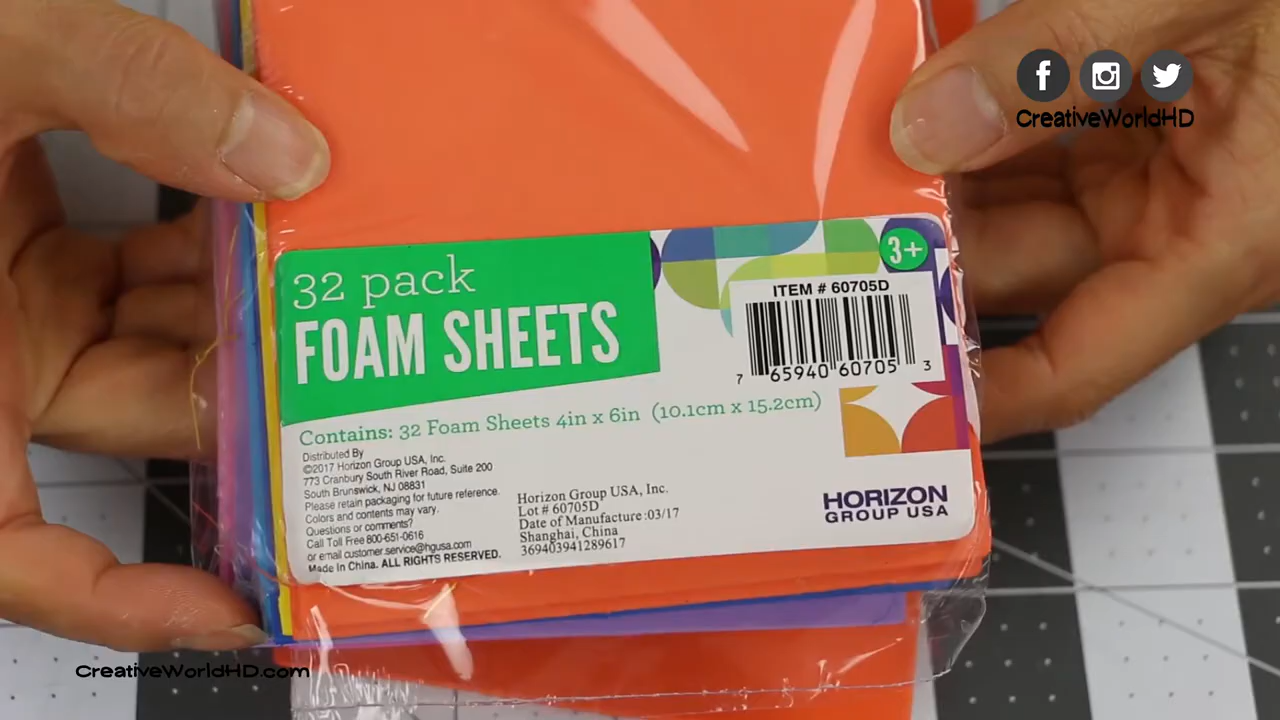 CreativeWorldHD
32 pack
FOAM SHEETS
3+
ITEM # 60705D
7 65940 60705 3
Contains: 32 Foam Sheets 4in x 6in (10.1cm x 15.2cm)
Distributed By
©2017 Horizon Group USA, Inc.
773 Cranbury South River Road, Suite 200
South Brunswick, NJ 08831
Please retain packaging for future reference.
Colors and contents may vary.
Questions or comments?
Call Toll Free 800-651-0616
or email customer.service@hgusa.com
Made in China. ALL RIGHTS RESERVED.
Horizon Group USA, Inc.
Lot # 60705D
Date of Manufacture:03/17
Shanghai, China
369403941289617
HORIZON
GROUP USA
CreativeWorldHD.com